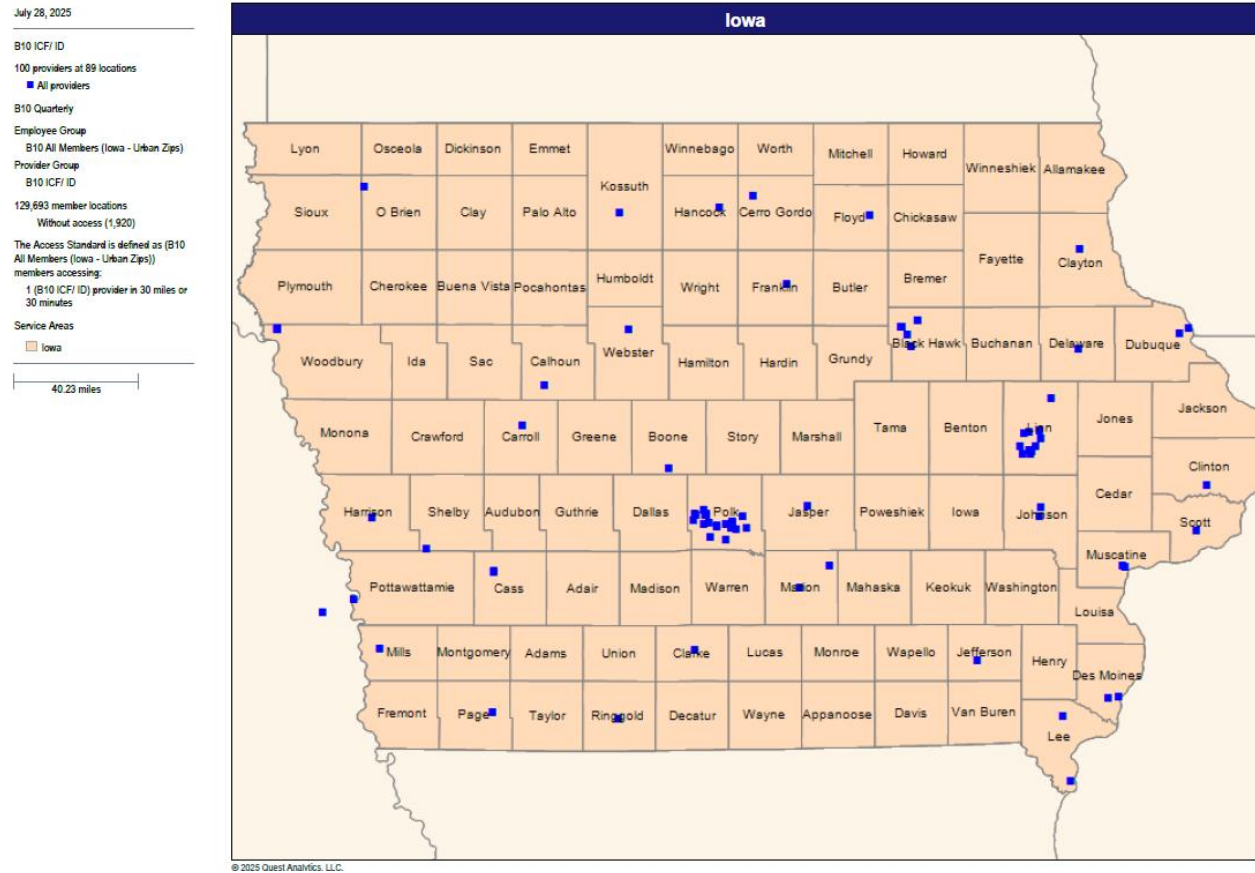 July 28, 2025
B10 ICF/ ID
100 providers at 89 locations
All providers
B10 Quarterly
Employee Group
B10 All Members (Iowa - Urban Zips)
Provider Group
B10 ICF/ ID
129,693 member locations
Without access (1,920)
The Access Standard is defined as (B10
All Members (Iowa - Urban Zips))
members accessing:
1 (B10 ICF/ ID) provider in 30 miles or
30 minutes
Service Areas
Iowa
40.23 miles
Iowa
Lyon Osceola Dickinson Emmet Winnebago Worth Mitchell Howard Winneshiek Allamakee
Kossuth
Sioux O Brien Clay Palo Alto Hancock Cerro Gordo Floyd Chickasaw
Fayette Clayton
Plymouth Cherokee Buena Vista Pocahontas Humboldt Wright Franklin Butler Bremer
Woodbury Ida Sac Calhoun Webster Hamilton Hardin Grundy Black Hawk Buchanan Delaware Dubuque
Monona Crawford Carroll Greene Boone Story Marshall Tama Benton Linn Jones Jackson
Clinton
Harrison Shelby Audubon Guthrie Dallas Polk Jasper Poweshiek Iowa Johnson Cedar Scott
Muscatine
Pottawattamie Cass Adair Madison Warren Marion Mahaska Keokuk Washington
Louisa
Mills Montgomery Adams Union Clarke Lucas Monroe Wapello Jefferson Henry
Des Moines
Fremont Page Taylor Ringgold Decatur Wayne Appanoose Davis Van Buren
Lee
© 2025 Quest Analytics, LLC.